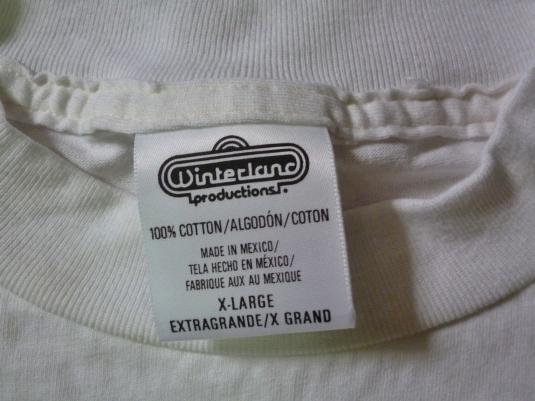 Winterland
productions.
100% COTTON/ALGODÓN/COTON
MADE IN MEXICO/
TELA HECHO EN MÉXICO/
FABRIQUE AUX AU MEXIQUE
X-LARGE
EXTRAGRANDE/X GRAND